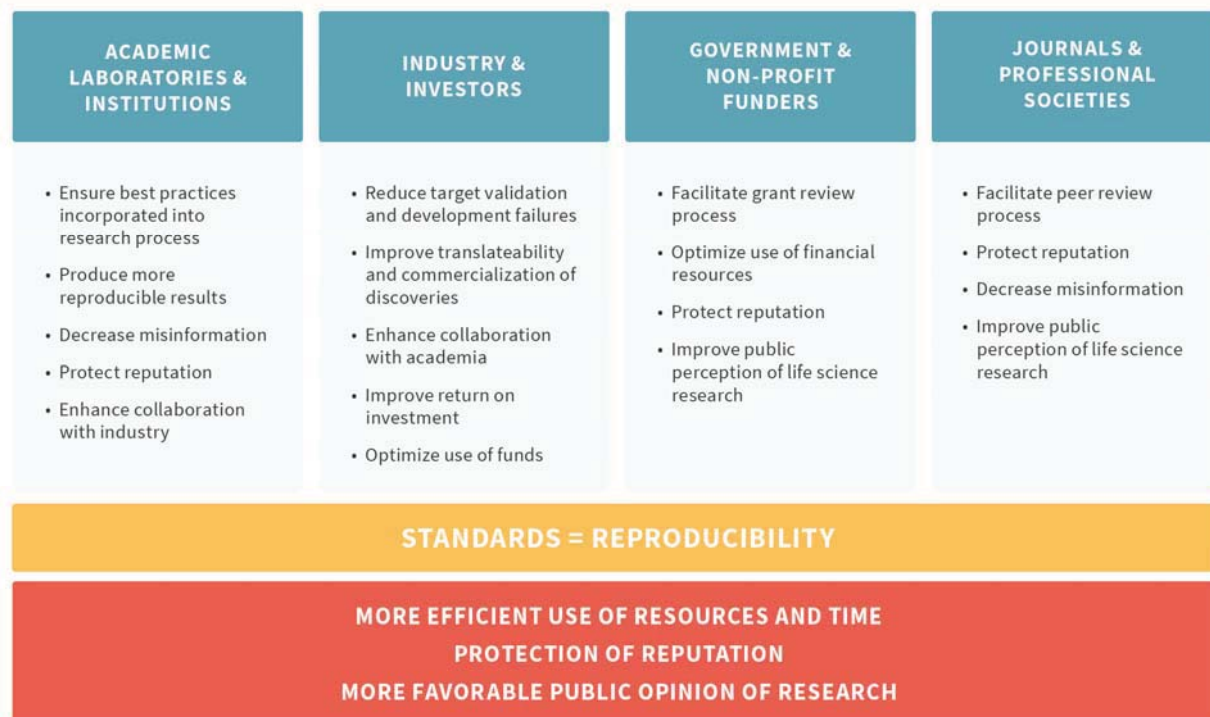 ACADEMIC
LABORATORIES &
INSTITUTIONS
• Ensure best practices
incorporated into
research process
• Produce more
reproducible results
• Decrease misinformation
• Protect reputation
• Enhance collaboration
with industry
INDUSTRY &
INVESTORS
• Reduce target validation
and development failures
• Improve translateability
and commercialization of
discoveries
• Enhance collaboration
with academia
• Improve return on
investment
• Optimize use of funds
GOVERNMENT &
NON-PROFIT
FUNDERS
• Facilitate grant review
process
• Optimize use of financial
resources
• Protect reputation
• Improve public
perception of life science
research
JOURNALS &
PROFESSIONAL
SOCIETIES
• Facilitate peer review
process
• Protect reputation
• Decrease misinformation
• Improve public
perception of life science
research
STANDARDS = REPRODUCIBILITY
MORE EFFICIENT USE OF RESOURCES AND TIME
PROTECTION OF REPUTATION
MORE FAVORABLE PUBLIC OPINION OF RESEARCH